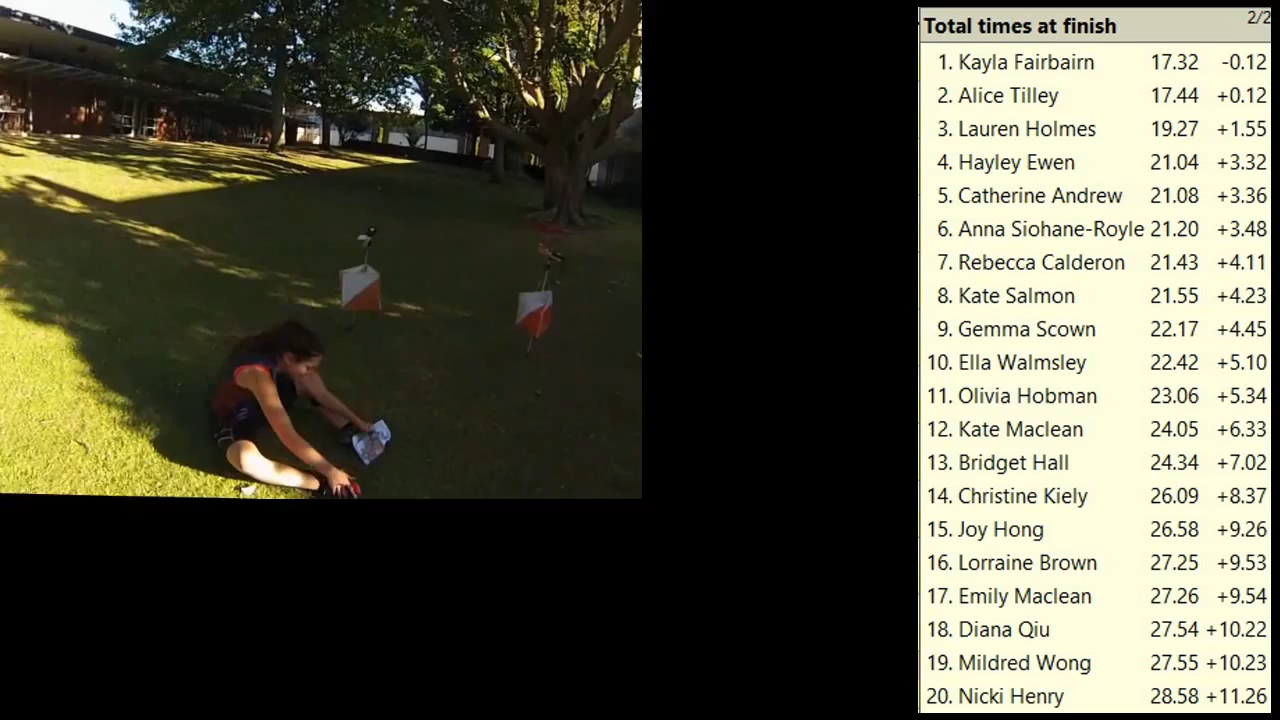 Total times at finish 2/2
1. Kayla Fairbairn 17.32 -0.12
2. Alice Tilley 17.44 +0.12
3. Lauren Holmes 19.27 +1.55
4. Hayley Ewen 21.04 +3.32
5. Catherine Andrew 21.08 +3.36
6. Anna Siohane-Royle 21.20 +3.48
7. Rebecca Calderon 21.43 +4.11
8. Kate Salmon 21.55 +4.23
9. Gemma Scown 22.17 +4.45
10. Ella Walmsley 22.42 +5.10
11. Olivia Hobman 23.06 +5.34
12. Kate Maclean 24.05 +6.33
13. Bridget Hall 24.34 +7.02
14. Christine Kiely 26.09 +8.37
15. Joy Hong 26.58 +9.26
16. Lorraine Brown 27.25 +9.53
17. Emily Maclean 27.26 +9.54
18. Diana Qiu 27.54 +10.22
19. Mildred Wong 27.55 +10.23
20. Nicki Henry 28.58 +11.26